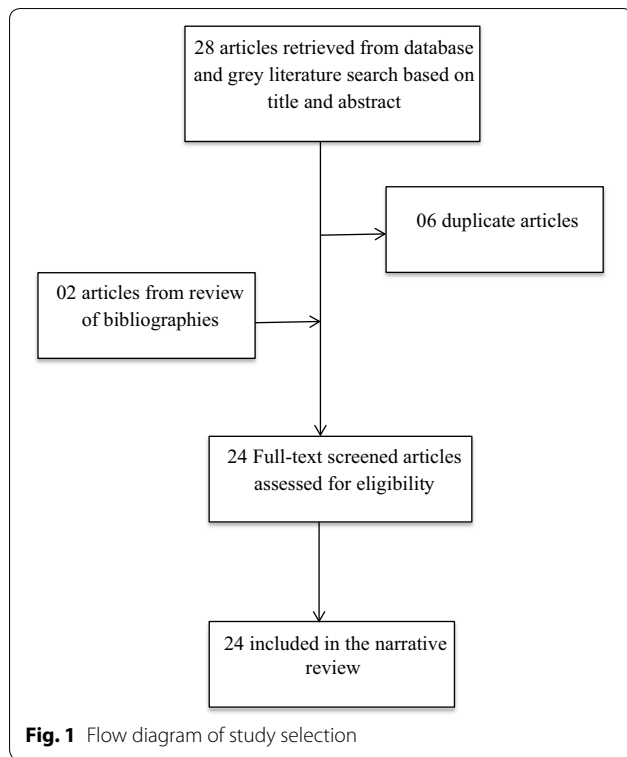 28 articles retrieved from database
and grey literature search based on
title and abstract
06 duplicate articles
02 articles from review
of bibliographies
24 Full-text screened articles
assessed for eligibility
24 included in the narrative
review
Fig. 1 Flow diagram of study selection